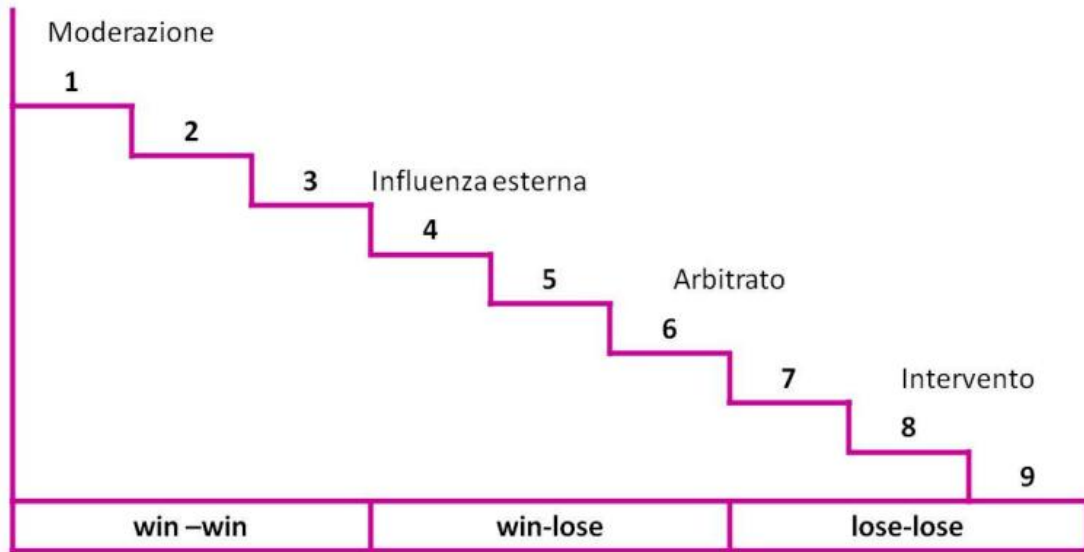 Moderazione
1
2
3
Influenza esterna
4
5
Arbitrato
6
7
Intervento
8
9
win –win
win-lose
lose-lose